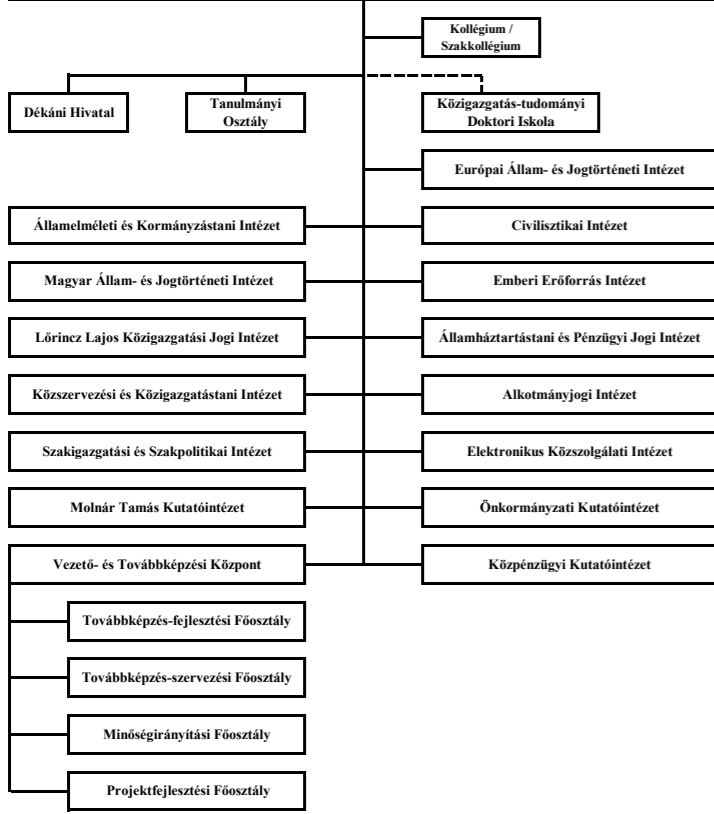 Kollégium /
Szakkollégium
Dékáni Hivatal
Tanulmányi
Osztály
Közigazgatás-tudományi
Doktori Iskola
Európai Állam- és Jogtörténeti Intézet
Államelméleti és Kormányzástani Intézet
Civilisztikai Intézet
Magyar Állam- és Jogtörténeti Intézet
Emberi Erőforrás Intézet
Lőrincz Lajos Közigazgatási Jogi Intézet
Államháztartástani és Pénzügyi Jogi Intézet
Közszervezési és Közigazgatástani Intézet
Alkotmányjogi Intézet
Szakigazgatási és Szakpolitikai Intézet
Elektronikus Közszolgálati Intézet
Molnár Tamás Kutatóintézet
Önkormányzati Kutatóintézet
Vezető- és Továbbképzési Központ
Közpénzügyi Kutatóintézet
Továbbképzés-fejlesztési Főosztály
Továbbképzés-szervezési Főosztály
Minőségirányítási Főosztály
Projektfejlesztési Főosztály